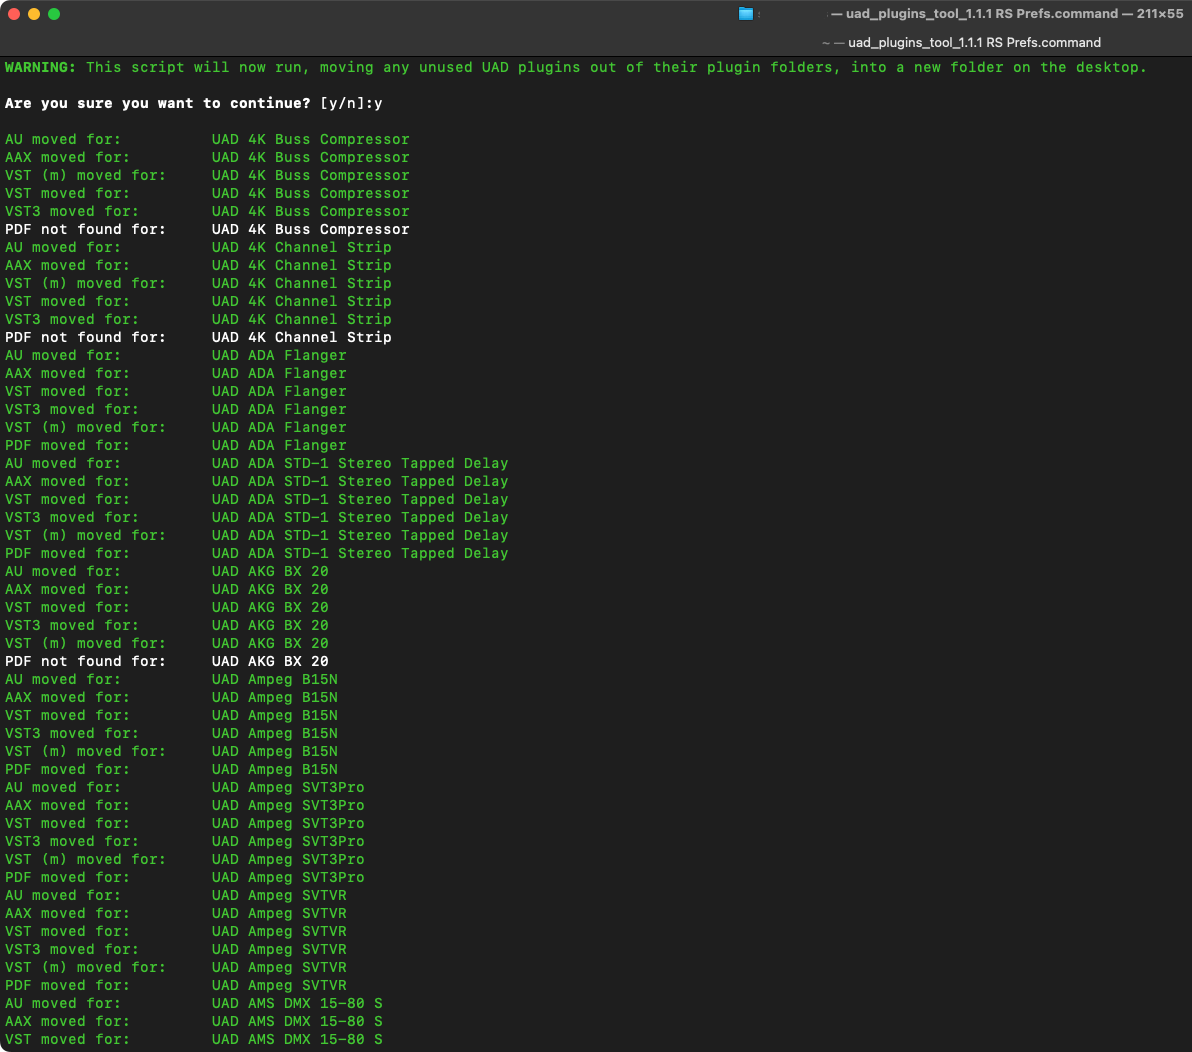 — uad_plugins_tool_1.1.1 RS Prefs.command — 211×55
~ — uad_plugins_tool_1.1.1 RS Prefs.command
WARNING: This script will now run, moving any unused UAD plugins out of their plugin folders, into a new folder on the desktop.
Are you sure you want to continue? [y/n]:y
AU moved for: UAD 4K Buss Compressor
AAX moved for: UAD 4K Buss Compressor
VST (m) moved for: UAD 4K Buss Compressor
VST moved for: UAD 4K Buss Compressor
VST3 moved for: UAD 4K Buss Compressor
PDF not found for: UAD 4K Buss Compressor
AU moved for: UAD 4K Channel Strip
AAX moved for: UAD 4K Channel Strip
VST (m) moved for: UAD 4K Channel Strip
VST moved for: UAD 4K Channel Strip
VST3 moved for: UAD 4K Channel Strip
PDF not found for: UAD 4K Channel Strip
AU moved for: UAD ADA Flanger
AAX moved for: UAD ADA Flanger
VST moved for: UAD ADA Flanger
VST3 moved for: UAD ADA Flanger
VST (m) moved for: UAD ADA Flanger
PDF moved for: UAD ADA Flanger
AU moved for: UAD ADA STD-1 Stereo Tapped Delay
AAX moved for: UAD ADA STD-1 Stereo Tapped Delay
VST moved for: UAD ADA STD-1 Stereo Tapped Delay
VST3 moved for: UAD ADA STD-1 Stereo Tapped Delay
VST (m) moved for: UAD ADA STD-1 Stereo Tapped Delay
PDF moved for: UAD ADA STD-1 Stereo Tapped Delay
AU moved for: UAD AKG BX 20
AAX moved for: UAD AKG BX 20
VST moved for: UAD AKG BX 20
VST3 moved for: UAD AKG BX 20
VST (m) moved for: UAD AKG BX 20
PDF not found for: UAD AKG BX 20
AU moved for: UAD Ampeg B15N
AAX moved for: UAD Ampeg B15N
VST moved for: UAD Ampeg B15N
VST3 moved for: UAD Ampeg B15N
VST (m) moved for: UAD Ampeg B15N
PDF moved for: UAD Ampeg B15N
AU moved for: UAD Ampeg SVT3Pro
AAX moved for: UAD Ampeg SVT3Pro
VST moved for: UAD Ampeg SVT3Pro
VST3 moved for: UAD Ampeg SVT3Pro
VST (m) moved for: UAD Ampeg SVT3Pro
PDF moved for: UAD Ampeg SVT3Pro
AU moved for: UAD Ampeg SVTVR
AAX moved for: UAD Ampeg SVTVR
VST moved for: UAD Ampeg SVTVR
VST3 moved for: UAD Ampeg SVTVR
VST (m) moved for: UAD Ampeg SVTVR
PDF moved for: UAD Ampeg SVTVR
AU moved for: UAD AMS DMX 15-80 S
AAX moved for: UAD AMS DMX 15-80 S
VST moved for: UAD AMS DMX 15-80 S